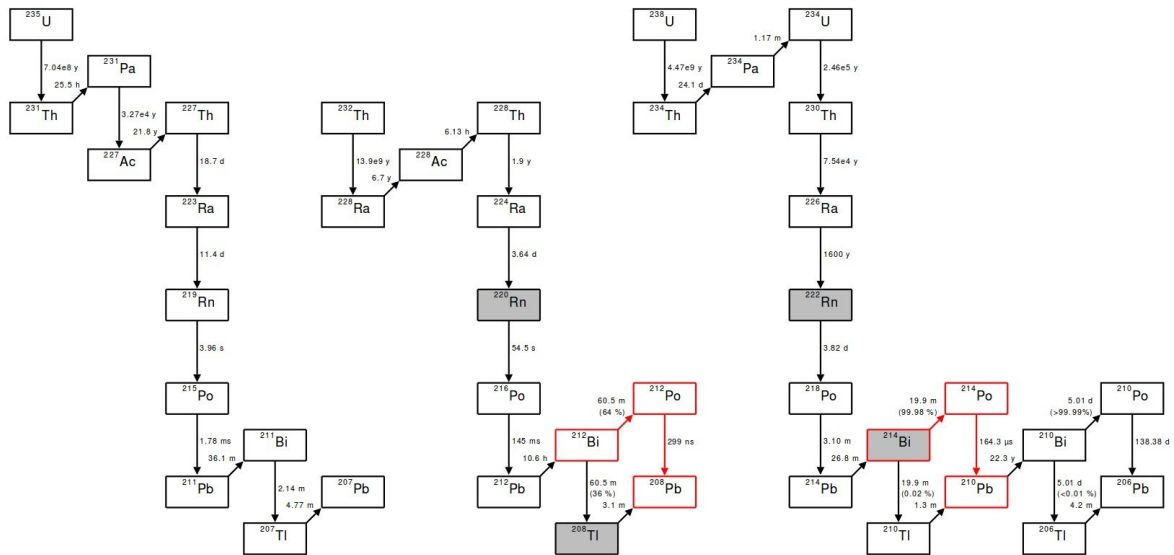 235U
238U
234U
1.17 m
231Pa
234Pa
7.04e8 y
25.5 h
4.47e9 y
24.1 d
2.46e5 y
231Th
227Th
232Th
228Th
234Th
230Th
3.27e4 y
21.8 y
6.13 h
227Ac
228Ac
18.7 d
13.9e9 y
6.7 y
1.9 y
7.54e4 y
223Ra
228Ra
224Ra
226Ra
11.4 d
3.64 d
1600 y
219Rn
220Rn
222Rn
3.96 s
54.5 s
3.82 d
215Po
216Po
60.5 m
(64 %)
212Po
218Po
19.9 m
(99.98 %)
214Po
5.01 d
(>99.99%)
210Po
211Bi
212Bi
214Bi
210Bi
1.78 ms
36.1 m
145 ms
10.6 h
299 ns
3.10 m
26.8 m
164.3 µs
22.3 y
138.38 d
211Pb
207Pb
212Pb
208Pb
214Pb
210Pb
206Pb
2.14 m
4.77 m
60.5 m
(36 %)
3.1 m
19.9 m
(0.02 %)
1.3 m
5.01 d
(<0.01 %)
4.2 m
207Tl
208Tl
210Tl
206Tl